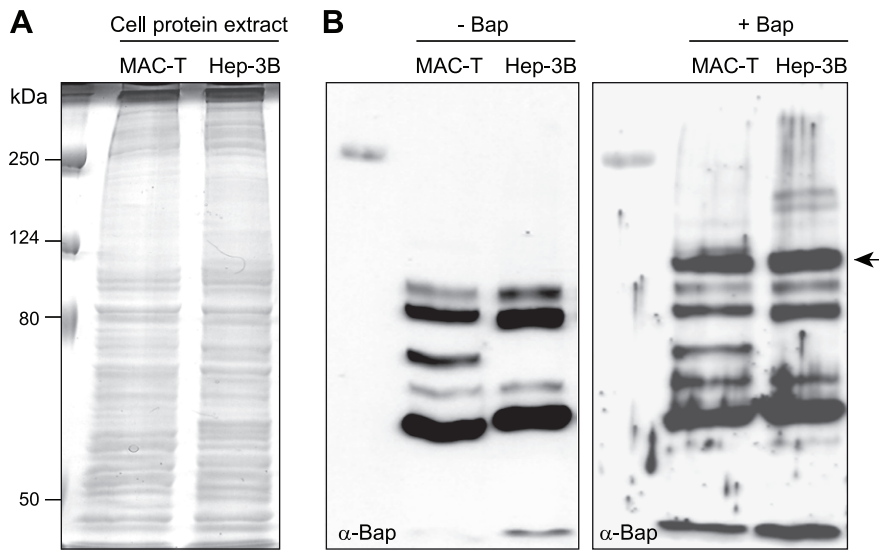 A
Cell protein extract
MAC-T Hep-3B
kDa
250
124
80
50
B
- Bap
MAC-T Hep-3B
α-Bap
+ Bap
MAC-T Hep-3B
α-Bap